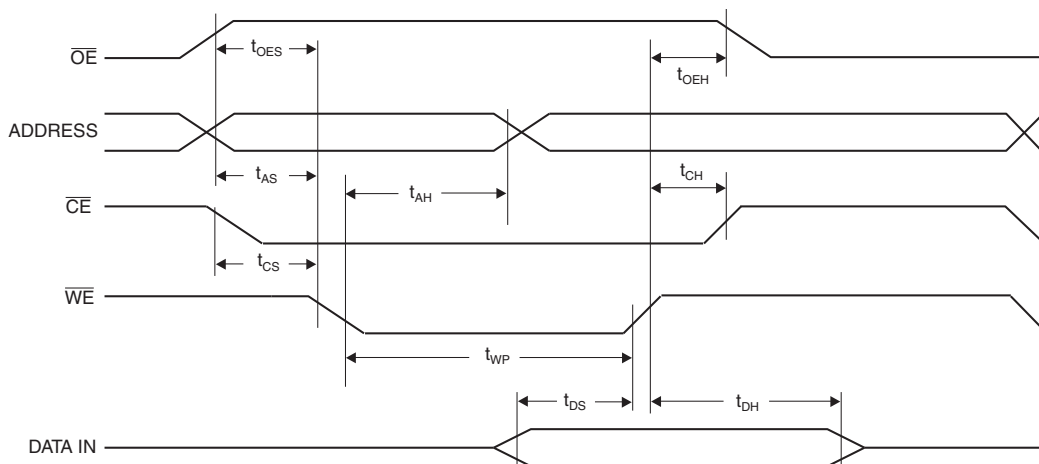 OE
tOES
tOEH
ADDRESS
tAS
tAH
tCH
CE
tCS
WE
tWP
tDS
tDH
DATA IN